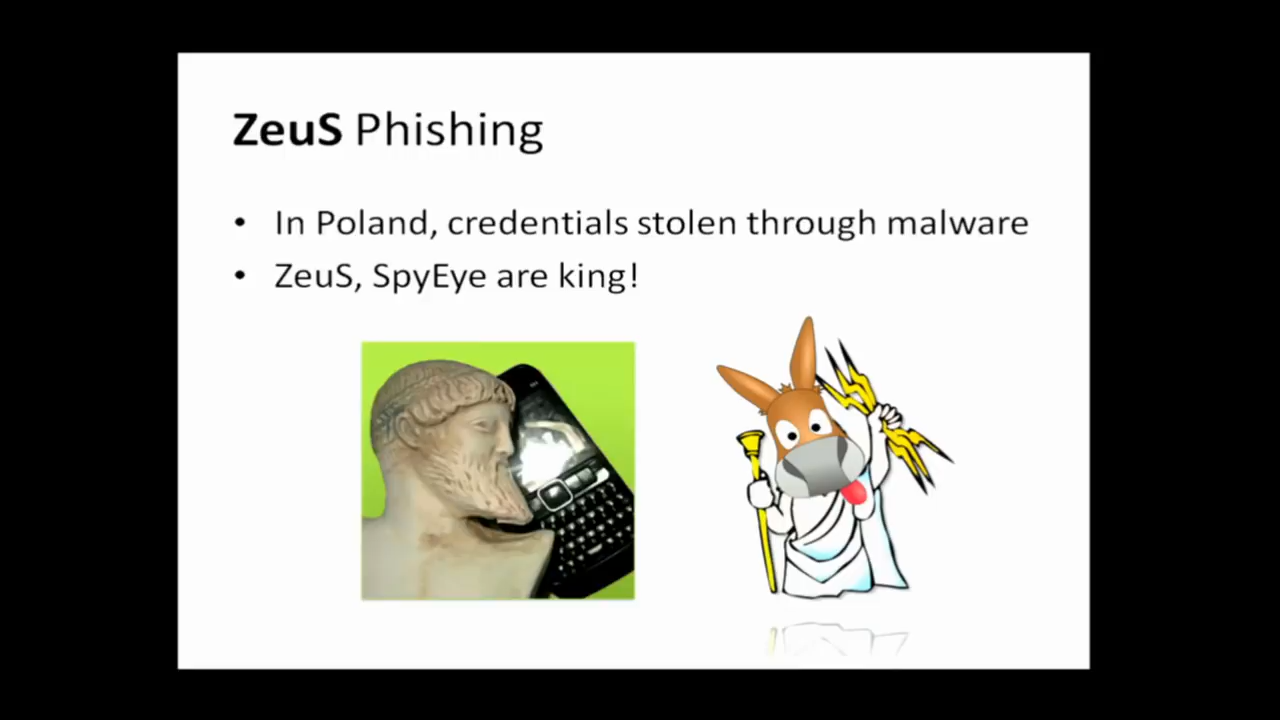 ZeuS Phishing
• In Poland, credentials stolen through malware
• ZeuS, SpyEye are king!